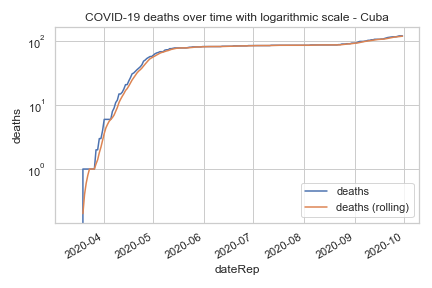 COVID-19 deaths over time with logarithmic scale - Cuba
10²
10¹
10⁰
deaths
deaths
deaths (rolling)
2020-04
2020-05
2020-06
2020-07
2020-08
2020-09
2020-10
dateRep